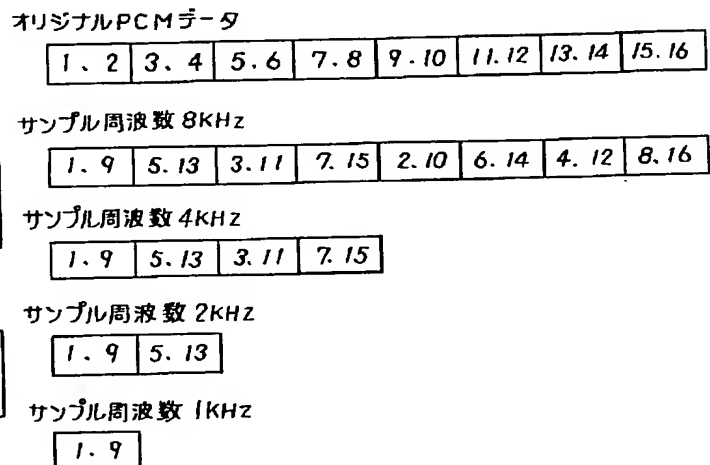 オリジナルPCMデータ
1、2 3、4 5.6 7.8 9.10 11.12 13.14 15.16
サンプル周波数 8KHz
1、9 5.13 3.11 7.15 2.10 6.14 4.12 8、16
サンプル周波数 4KHz
1.9 5.13 3.11 7.15
サンプル周波数 2KHz
1.9 5.13
サンプル周波数 1KHz
1.9